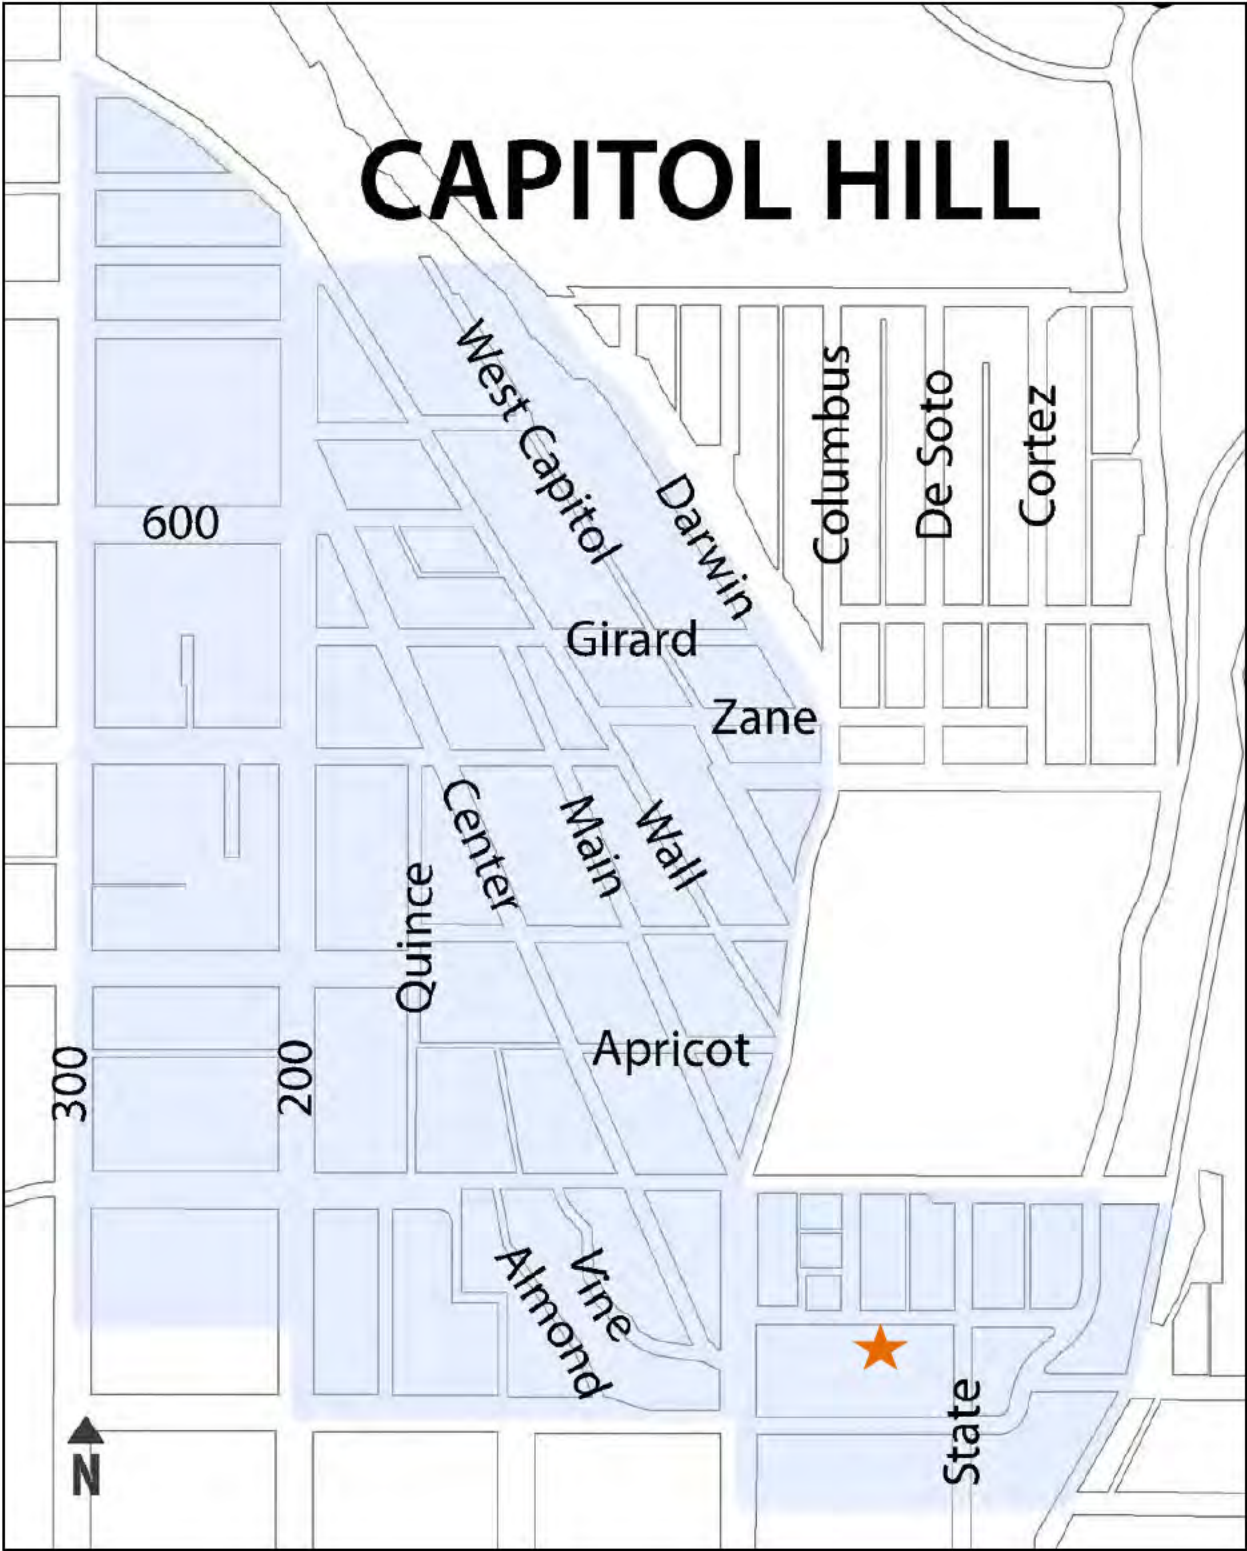 CAPITOL HILL
West Capitol
Columbus
De Soto
Cortez
Darwin
600
Girard
Zane
Center
Main
Wall
Quince
Apricot
300
200
Almond
Vine
State
N